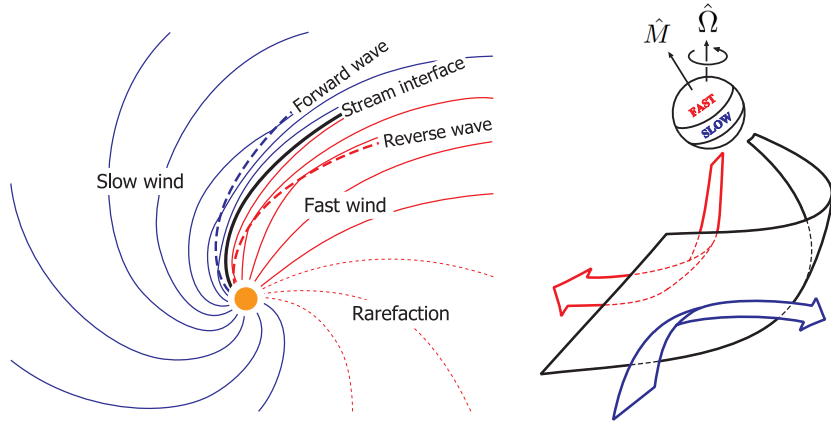 Forward wave
Stream interface
Reverse wave
Slow wind
Fast wind
Rarefaction
M̂
Ω̂
FAST
SLOW